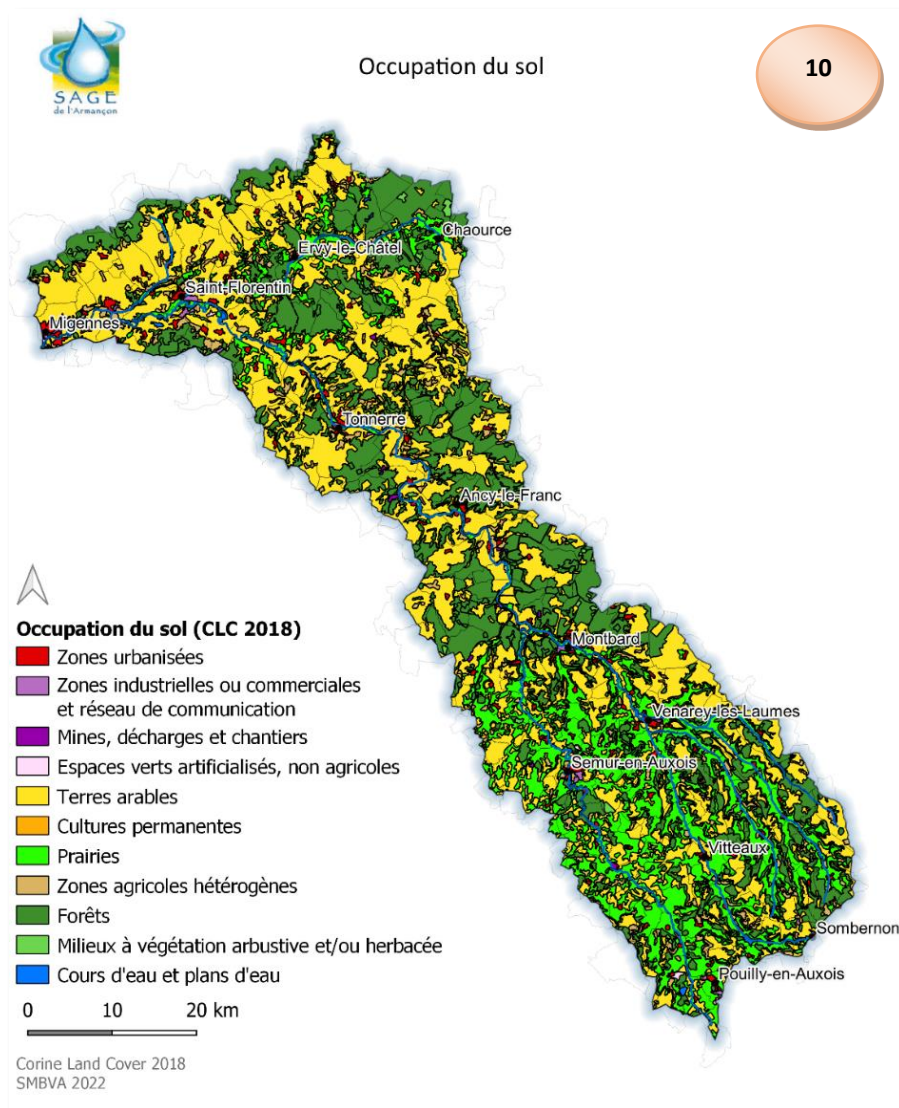 SAGE
de l'Armançon
Occupation du sol
10
Chaource
Ervy-le-Châtel
Saint-Florentin
Migennes
Tonnerre
Ancy-le-Franc
Montbard
Venarey-les-Laumes
Semur-en-Auxois
Vitteaux
Sombernon
Pouilly-en-Auxois
Occupation du sol (CLC 2018)
Zones urbanisées
Zones industrielles ou commerciales
et réseau de communication
Mines, décharges et chantiers
Espaces verts artificialisés, non agricoles
Terres arables
Cultures permanentes
Prairies
Zones agricoles hétérogènes
Forêts
Milieux à végétation arbustive et/ou herbacée
Cours d'eau et plans d'eau
0 10 20 km
Corine Land Cover 2018
SMBVA 2022